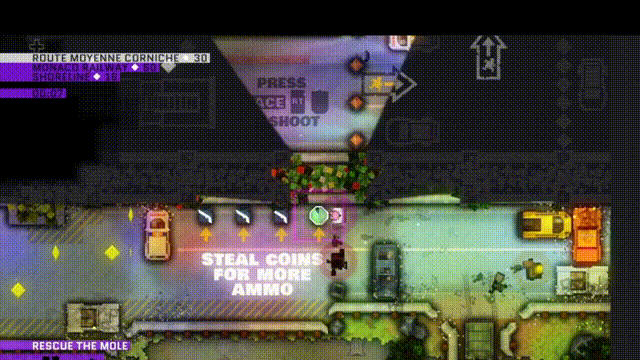 ROUTE MOYENNE CORNICHE 30
MONACO RAILWAY
SHORELINE
PRESS
SHOOT
STEAL COINS
FOR MORE
AMMO
RESCUE THE MOLE